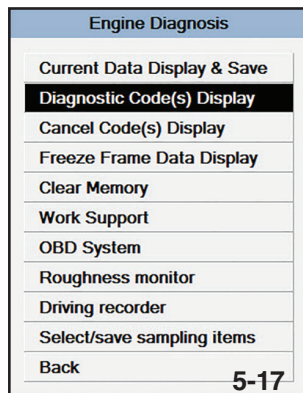 Engine Diagnosis
Current Data Display & Save
Diagnostic Code(s) Display
Cancel Code(s) Display
Freeze Frame Data Display
Clear Memory
Work Support
OBD System
Roughness monitor
Driving recorder
Select/save sampling items
Back
5-17